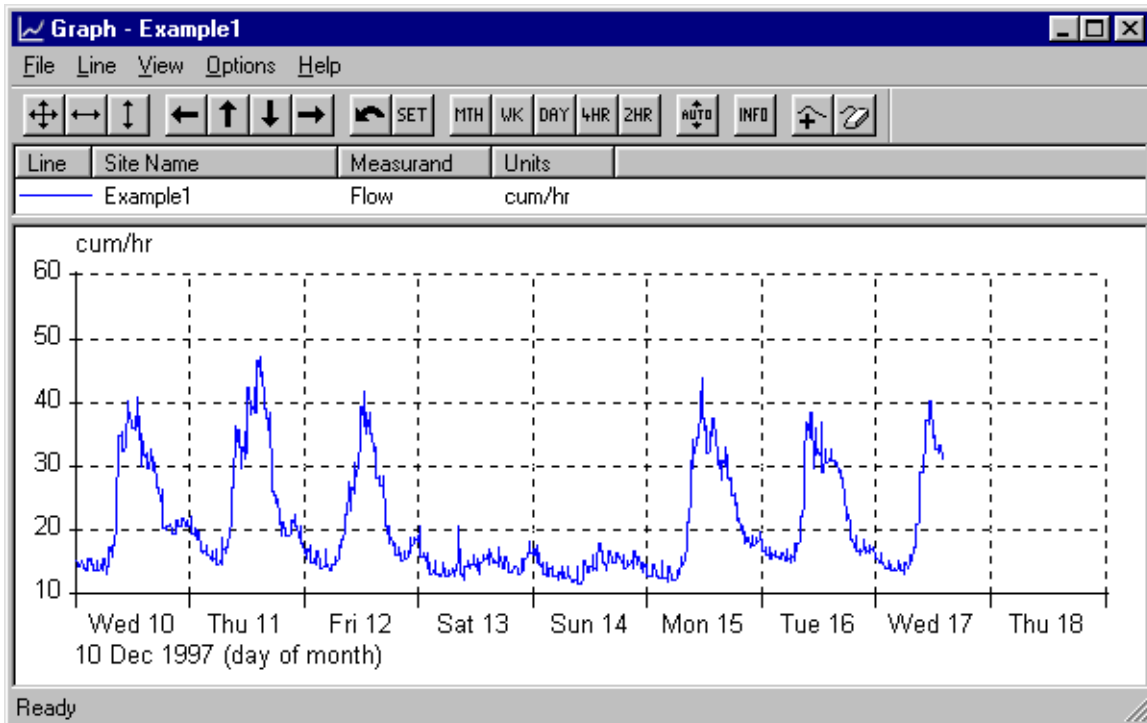 Graph - Example1
File Line View Options Help
SET MTH WK DAY 4HR 2HR AUTO INFO
Line Site Name Measurand Units
Example1 Flow cum/hr
cum/hr
60
50
40
30
20
10
Wed 10 Thu 11 Fri 12 Sat 13 Sun 14 Mon 15 Tue 16 Wed 17 Thu 18
10 Dec 1997 (day of month)
Ready